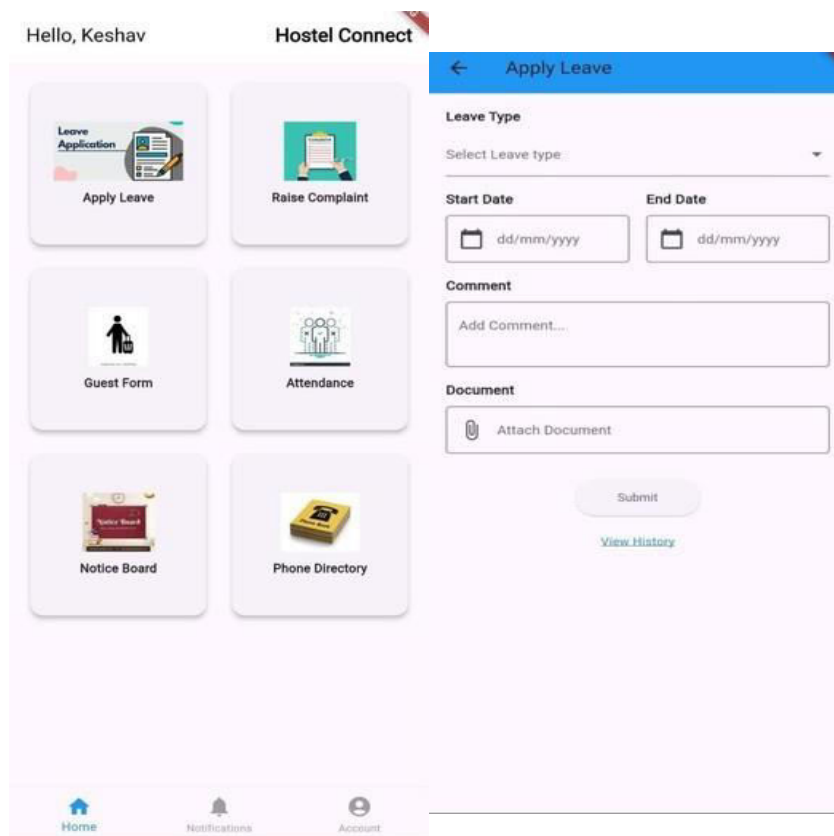 Hello, Keshav
Hostel Connect
Leave
Application
Apply Leave
Raise Complaint
Guest Form
Attendance
Notice Board
Notice Board
Phone Book
Phone Directory
Home
Notifications
Account
Apply Leave
Leave Type
Select Leave type
Start Date
End Date
dd/mm/yyyy
dd/mm/yyyy
Comment
Add Comment...
Document
Attach Document
Submit
View History